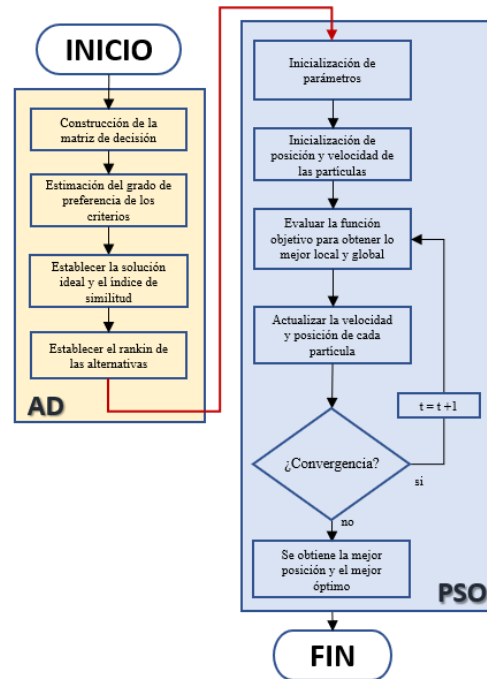 INICIO
Construcción de la
matriz de decisión
Estimación del grado de
preferencia de los
criterios
Establecer la solución
ideal y el índice de
similitud
Establecer el rankin de
las alternativas
AD
Inicialización de
parámetros
Inicialización de
posición y velocidad de
las partículas
Evaluar la función
objetivo para obtener lo
mejor local y global
Actualizar la velocidad
y posición de cada
partícula
t = t +1
¿Convergencia?
si
no
Se obtiene la mejor
posición y el mejor
óptimo
PSO
FIN